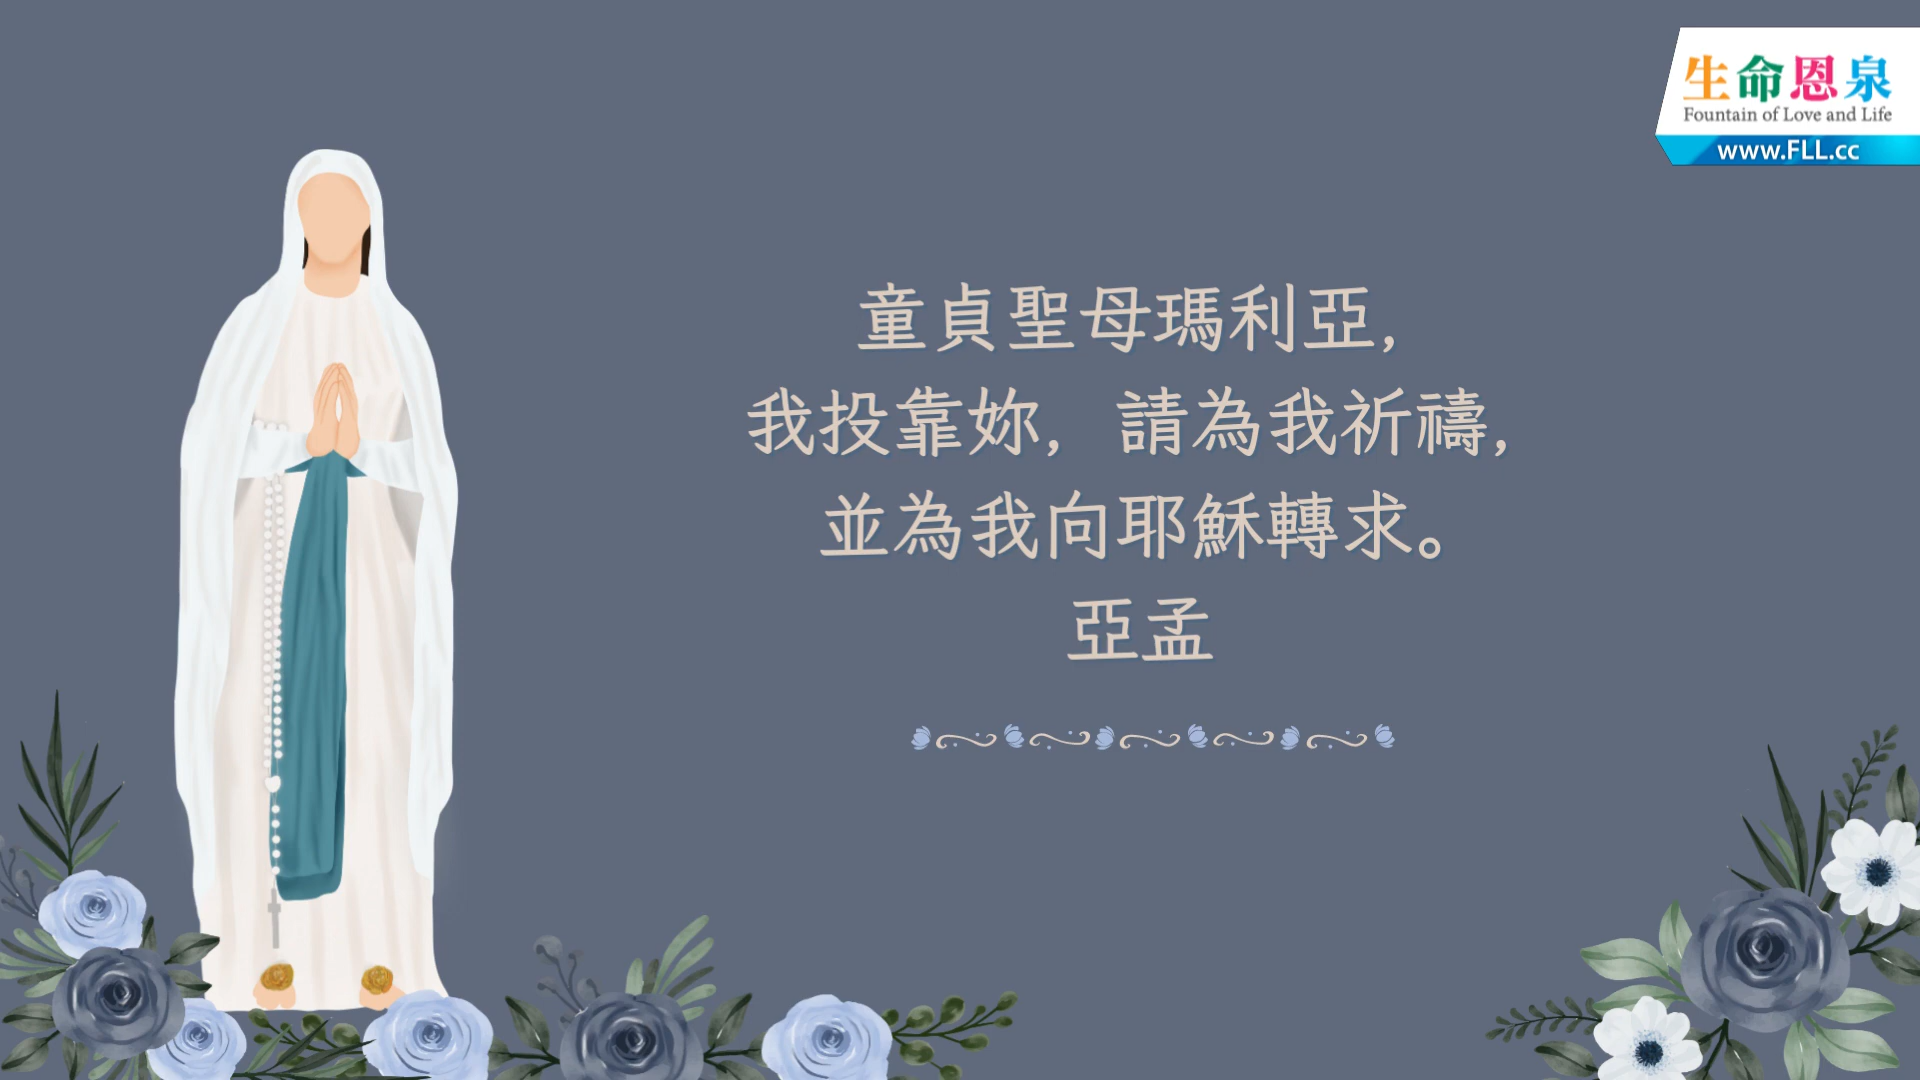 生命恩泉
Fountain of Love and Life
www.FLL.cc
童貞聖母瑪利亞,
我投靠妳, 請為我祈禱,
並為我向耶穌轉求。
亞孟